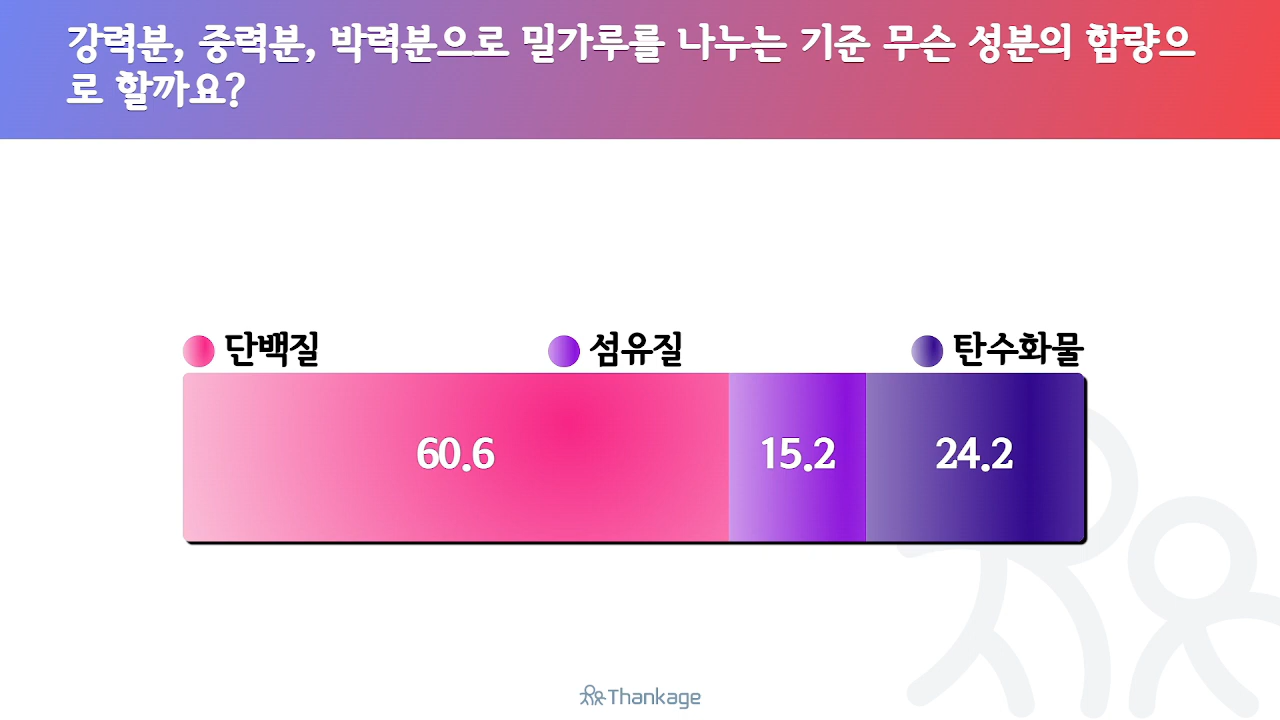 강력분, 중력분, 박력분으로 밀가루를 나누는 기준 무슨 성분의 함량으
로 할까요?
단백질 섬유질 탄수화물
60.6 15.2 24.2
Thankage